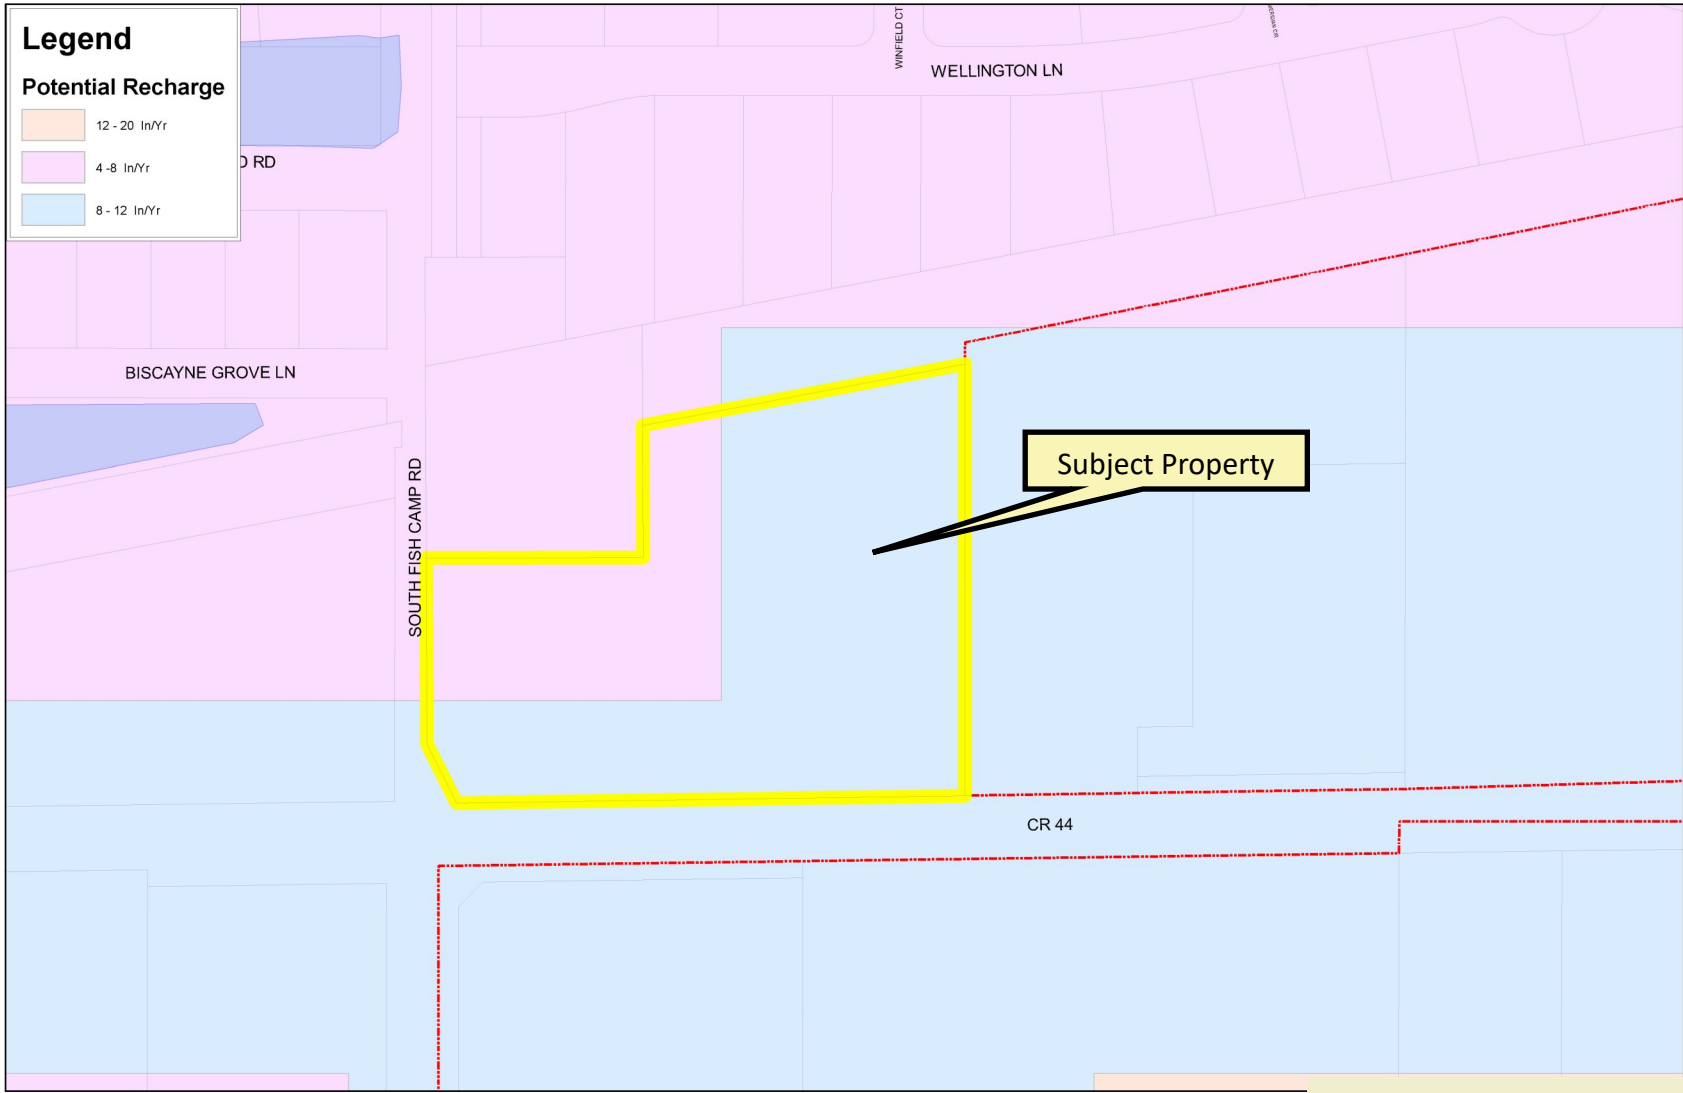 Legend
Potential Recharge
12 - 20 In/Yr
4 -8 In/Yr
8 - 12 In/Yr
D RD
WINFIELD CT
WELLINGTON LN
BISCAYNE GROVE LN
SOUTH FISH CAMP RD
Subject Property
CR 44